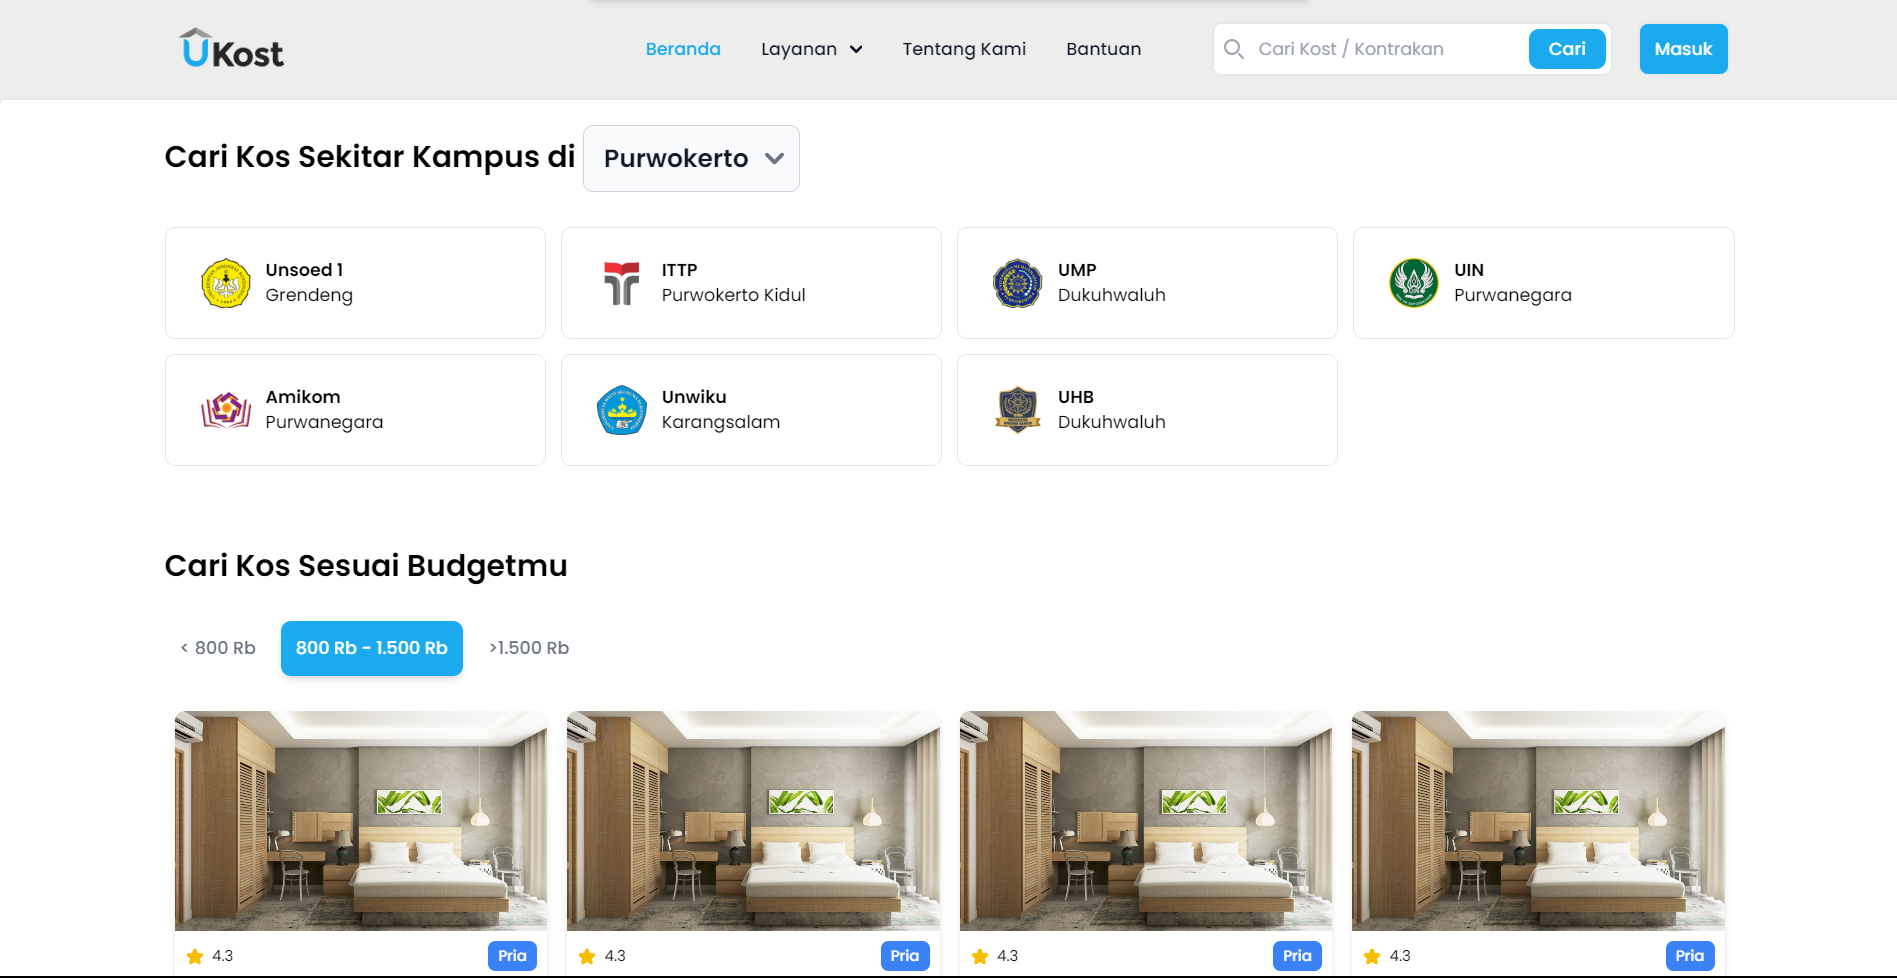 UKost
Beranda
Layanan
Tentang Kami
Bantuan
Cari Kost / Kontrakan
Cari
Masuk
Cari Kos Sekitar Kampus di
Purwokerto
Unsoed 1
Grendeng
ITTP
Purwokerto Kidul
UMP
Dukuhwaluh
UIN
Purwanegara
Amikom
Purwanegara
Unwiku
Karangsalam
UHB
Dukuhwaluh
Cari Kos Sesuai Budgetmu
< 800 Rb
800 Rb - 1.500 Rb
>1.500 Rb
4.3
Pria
4.3
Pria
4.3
Pria
4.3
Pria